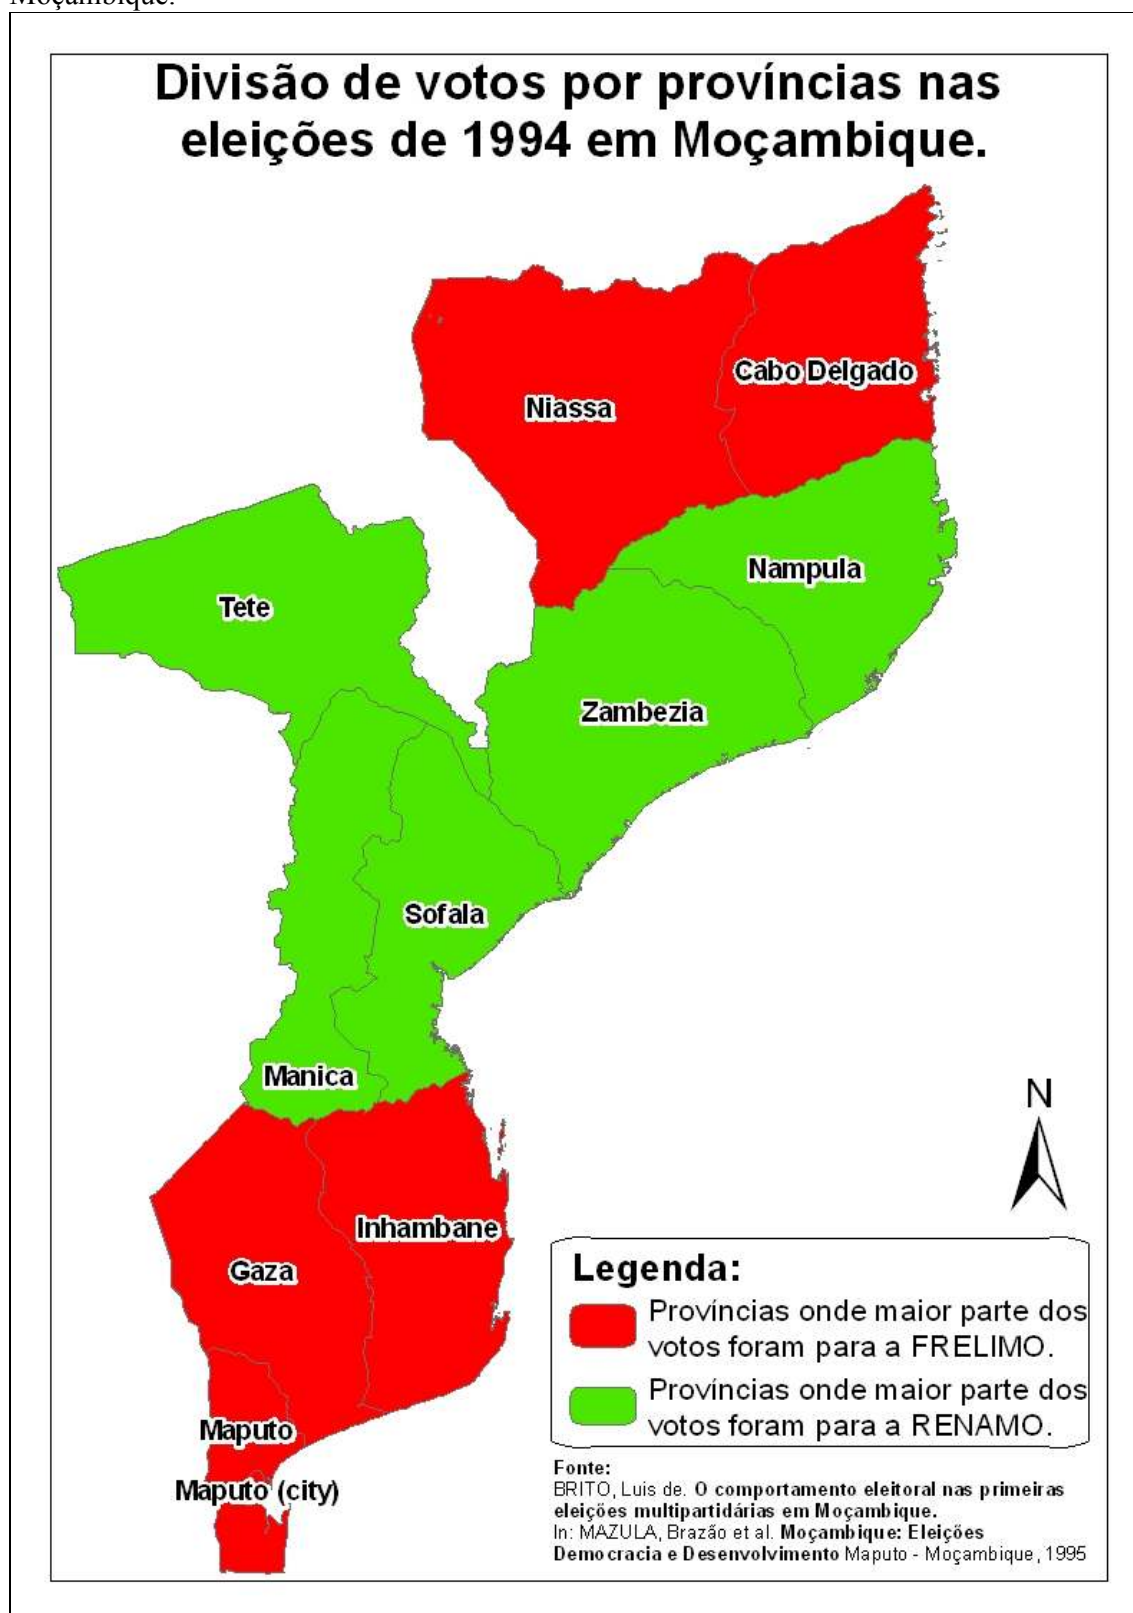 Moçambique.
Divisão de votos por províncias nas
eleições de 1994 em Moçambique.
Cabo Delgado
Niassa
Nampula
Tete
Zambezia
Sofala
Manica
N
Inhambane
Gaza
Legenda:
Províncias onde maior parte dos
votos foram para a FRELIMO.
Províncias onde maior parte dos
votos foram para a RENAMO.
Maputo
Maputo (city)
Fonte:
BRITO, Luis de. O comportamento eleitoral nas primeiras
eleições multipartidárias em Moçambique.
In: MAZULA, Brazão et al. Moçambique: Eleições
Democracia e Desenvolvimento Maputo - Moçambique, 1995